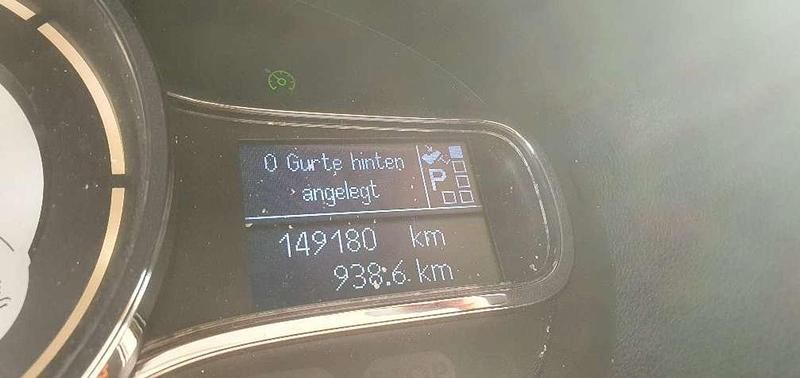 0 Gurte hinten
angelegt
P
149180 km
938.6 km